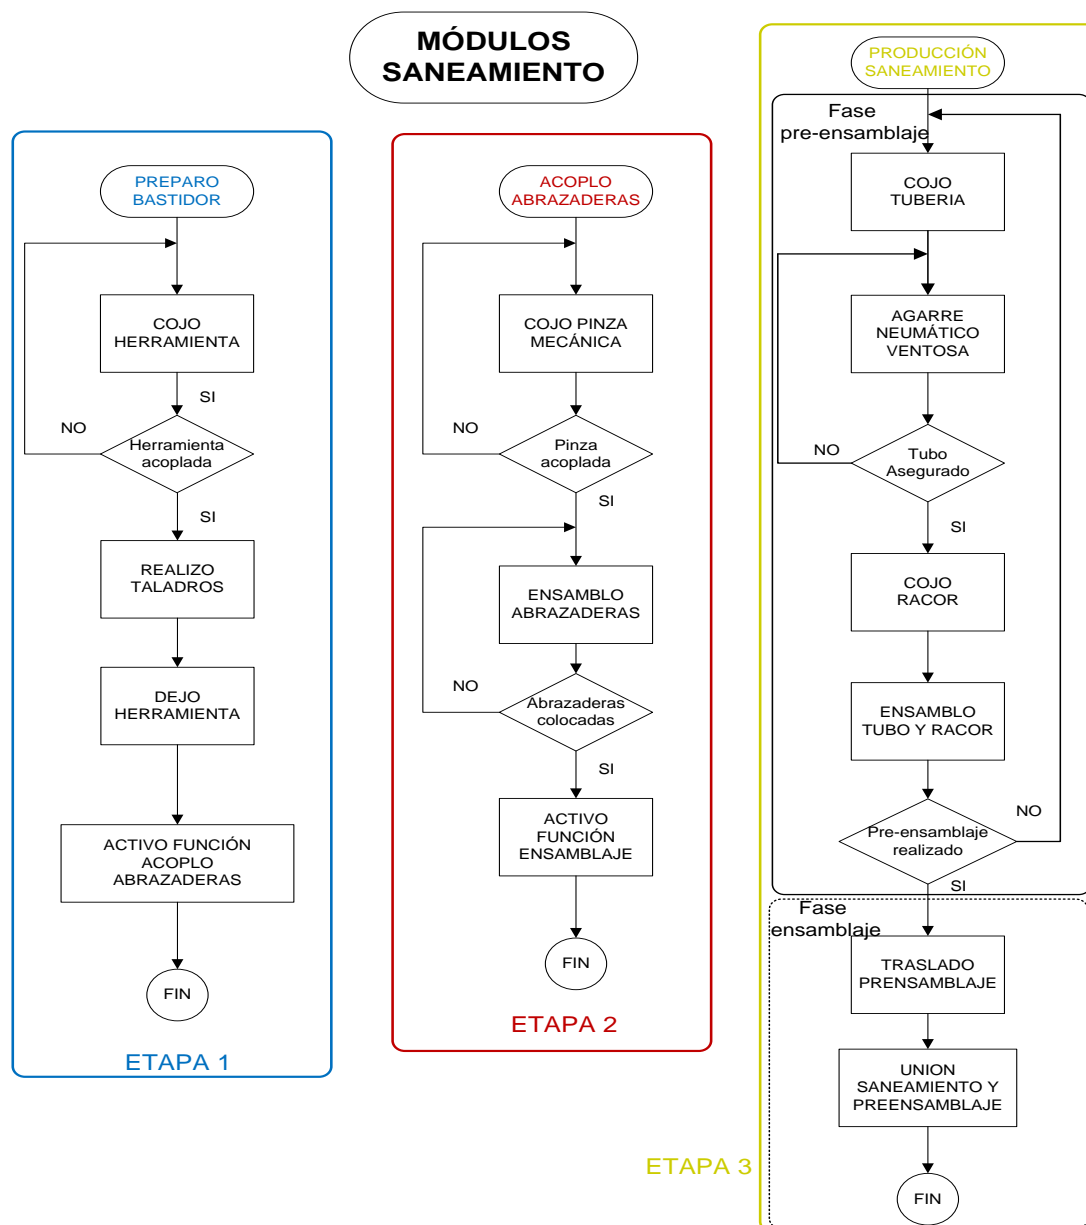 MÓDULOS
SANEAMIENTO
PREPARO
BASTIDOR
COJO
HERRAMIENTA
SI
NO
Herramienta
acoplada
SI
REALIZO
TALADROS
DEJO
HERRAMIENTA
ACTIVO FUNCIÓN
ACOPLO
ABRAZADERAS
FIN
ETAPA 1
ACOPLO
ABRAZADERAS
COJO PINZA
MECÁNICA
NO
Pinza
acoplada
SI
ENSAMBLO
ABRAZADERAS
NO
Abrazaderas
colocadas
SI
ACTIVO
FUNCIÓN
ENSAMBLAJE
FIN
ETAPA 2
PRODUCCIÓN
SANEAMIENTO
Fase
pre-ensamblaje
COJO
TUBERIA
AGARRE
NEUMÁTICO
VENTOSA
NO
Tubo
Asegurado
SI
COJO
RACOR
ENSAMBLO
TUBO Y RACOR
NO
Pre-ensamblaje
realizado
SI
Fase
ensamblaje
TRASLADO
PRENSAMBLAJE
UNION
SANEAMIENTO Y
PREENSAMBLAJE
FIN
ETAPA 3